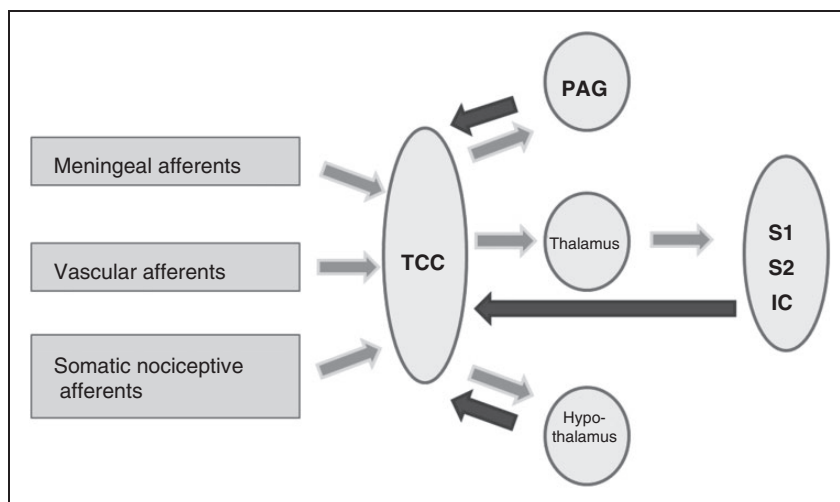 Meningeal afferents
Vascular afferents
Somatic nociceptive
afferents
TCC
PAG
Thalamus
Hypo-
thalamus
S1
S2
IC